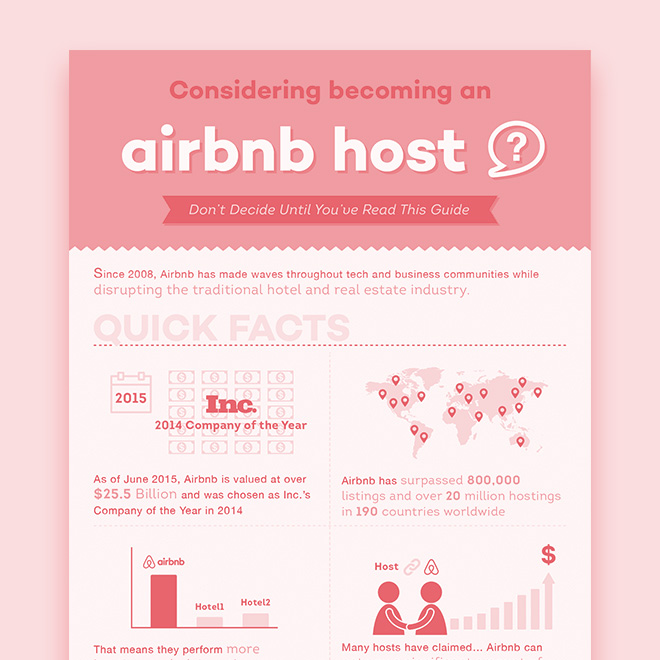 Considering becoming an
airbnb host ?
Don't Decide Until You've Read This Guide
Since 2008, Airbnb has made waves throughout tech and business communities while
disrupting the traditional hotel and real estate industry.
QUICK FACTS
2015
Inc.
2014 Company of the Year
As of June 2015, Airbnb is valued at over
$25.5 Billion and was chosen as Inc.'s
Company of the Year in 2014
Airbnb has surpassed 800,000
listings and over 20 million hostings
in 190 countries worldwide
airbnb
Hotel1
Hotel2
Host
$
That means they perform more
Many hosts have claimed... Airbnb can